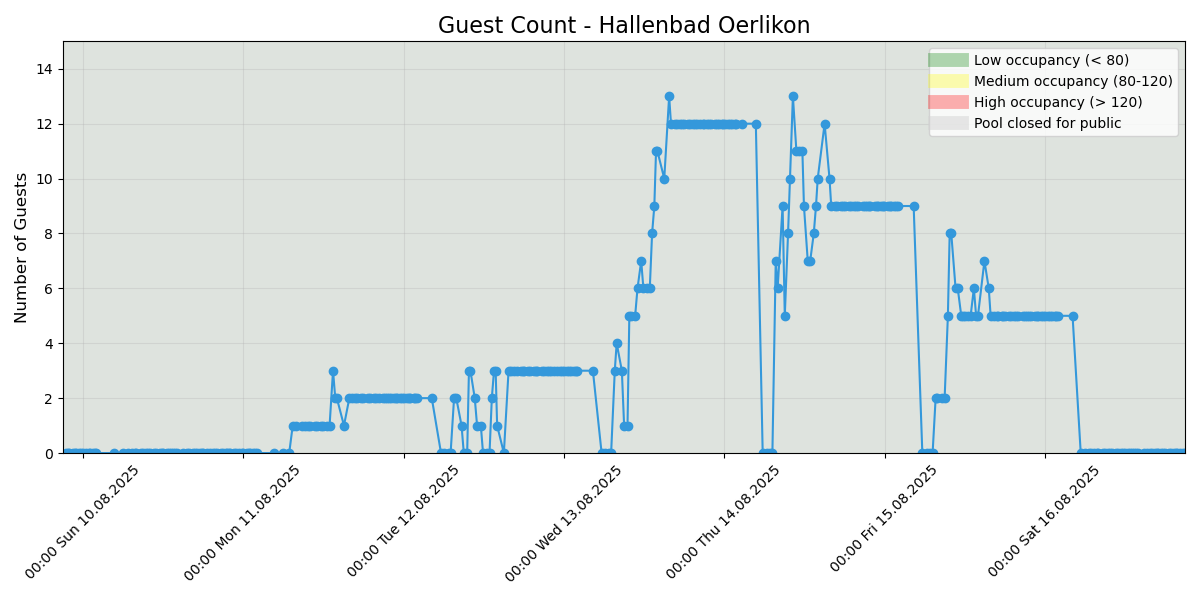 Guest Count - Hallenbad Oerlikon
Low occupancy (< 80)
Medium occupancy (80-120)
High occupancy (> 120)
Pool closed for public
Number of Guests
14
12
10
8
6
4
2
0
00:00 Sun 10.08.2025
00:00 Mon 11.08.2025
00:00 Tue 12.08.2025
00:00 Wed 13.08.2025
00:00 Thu 14.08.2025
00:00 Fri 15.08.2025
00:00 Sat 16.08.2025